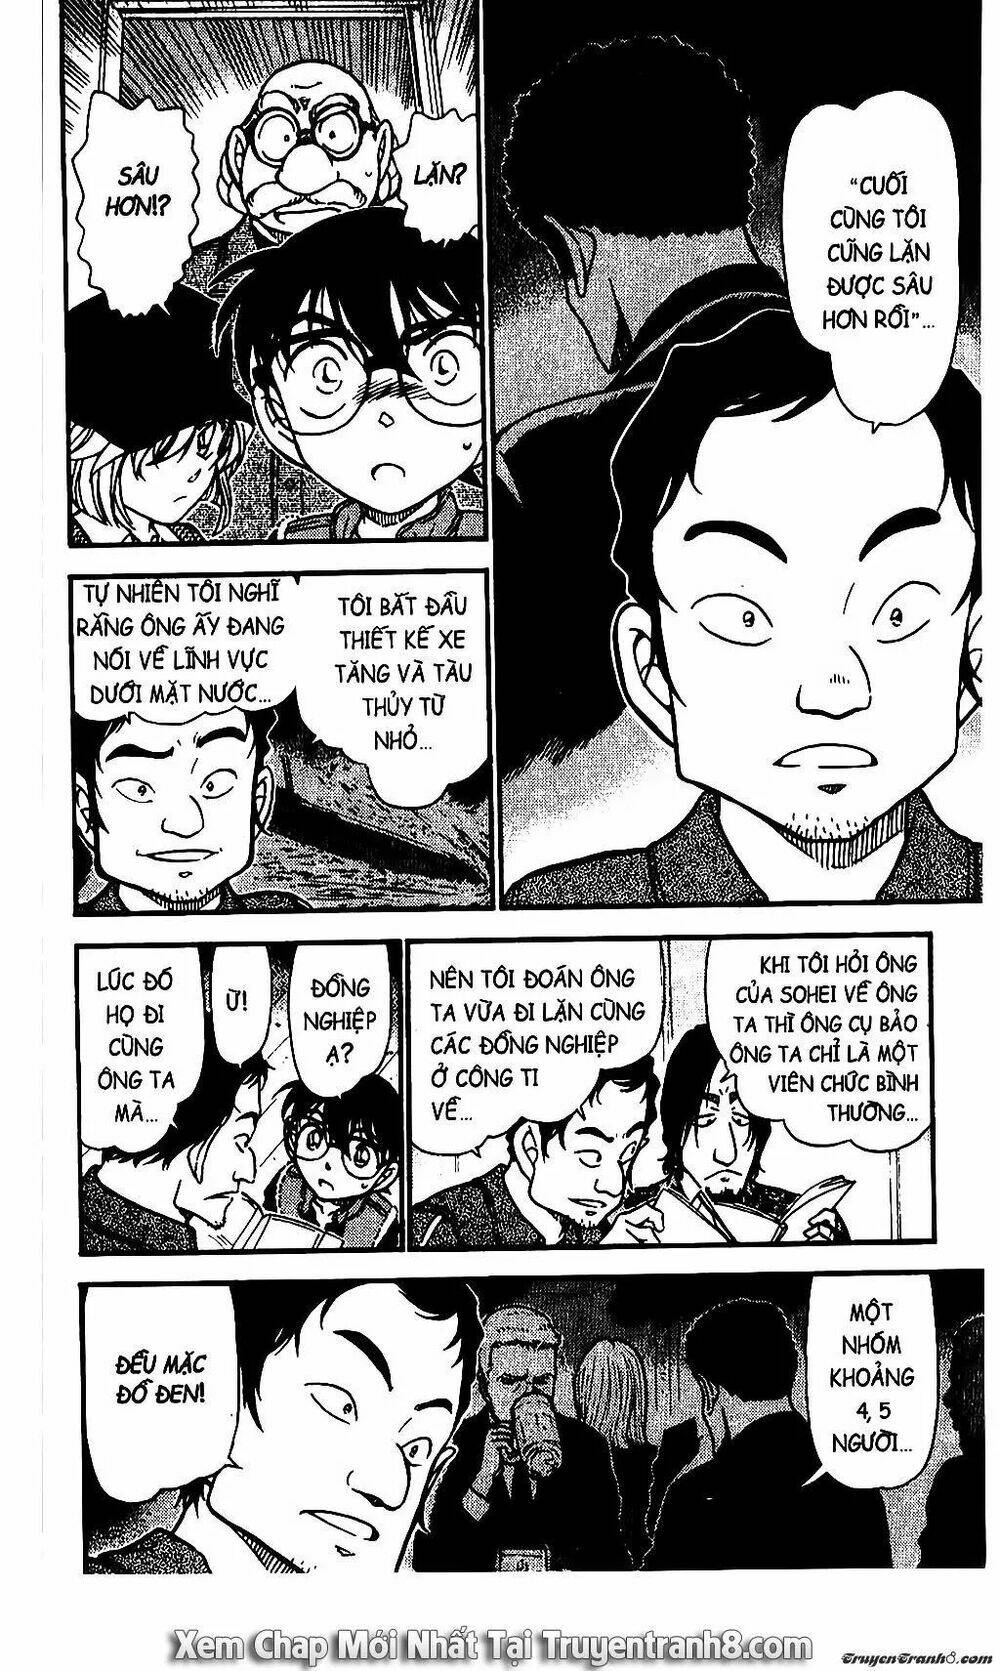 "CUỐI
CÙNG TÔI
CŨNG LẶN
ĐƯỢC SÂU
HƠN RỒI"...
LẶN?
SÂU
HƠN!?
TÔI BẮT ĐẦU
THIẾT KẾ XE
TĂNG VÀ TÀU
THỦY TỪ
NHỎ...
TỰ NHIÊN TÔI NGHĨ
RẰNG ÔNG ẤY ĐANG
NÓI VỀ LĨNH VỰC
DƯỚI MẶT NƯỚC...
KHI TÔI HỎI ÔNG
CỦA SOHEI VỀ ÔNG
TA THÌ ÔNG CỤ BẢO
ÔNG TA CHỈ LÀ MỘT
VIÊN CHỨC BÌNH
THƯỜNG...
NÊN TÔI ĐOÁN ÔNG
TA VỪA ĐI LẶN CÙNG
CÁC ĐỒNG NGHIỆP
Ở CÔNG TI
VỀ...
ĐỒNG
NGHIỆP
Ạ?
Ừ!
LÚC ĐÓ
HỌ ĐI
CÙNG
ÔNG TA
MÀ...
MỘT
NHÓM
KHOẢNG
4, 5
NGƯỜI...
ĐỀU MẶC
ĐỒ ĐEN!
Xem Chap Mới Nhất Tại Truyentranh8.com
TruyenTranh8.com